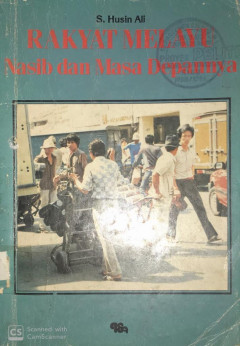 S. Husin Ali
RAKYAT MELAYU
Nasib dan Masa Depannya
CS
Scanned with
CamScanner